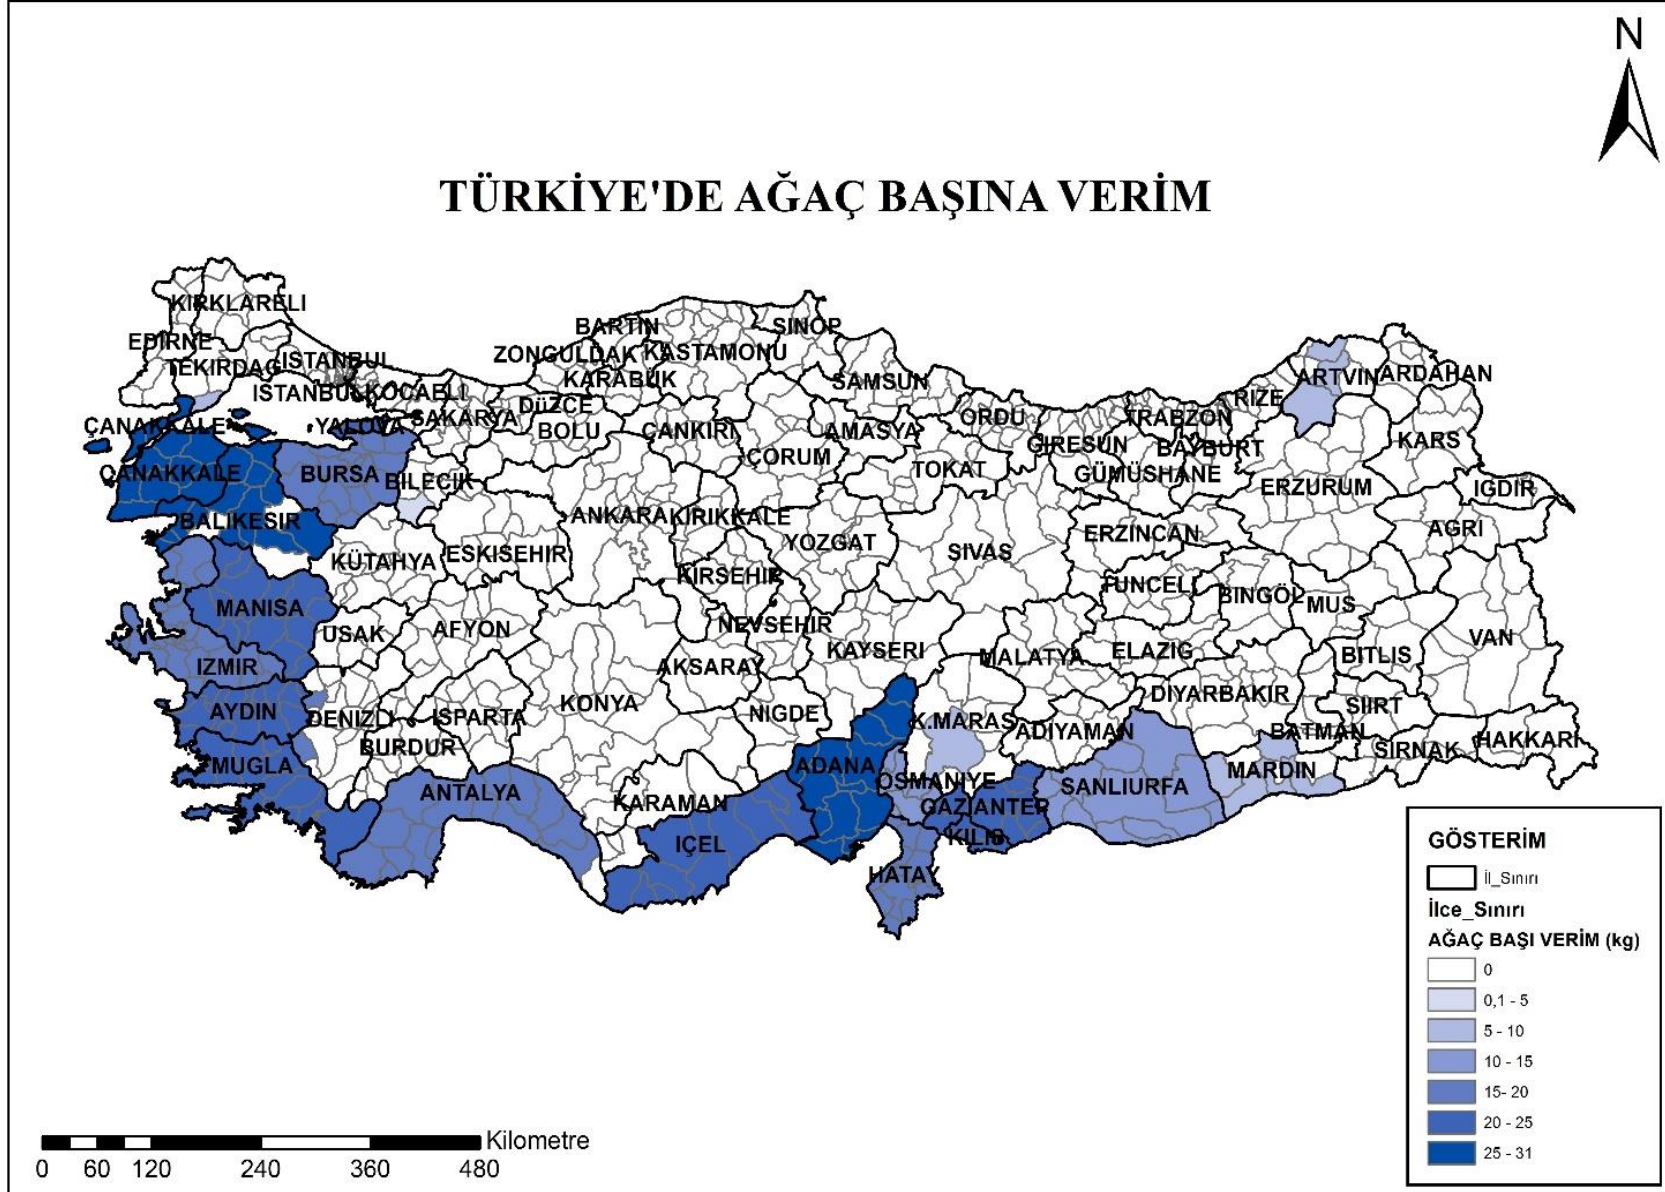 N
TÜRKİYE'DE AĞAÇ BAŞINA VERİM
KIRKLARELI
EDIRNE
TEKIRDAG
ISTANBUL
ISTANBUL
KOCAELI
ÇANAKKALE
YALOVA
SAKARYA
ÇANAKKALE
BURSA
BILECIK
BALIKESIR
BARTIN
ZONGULDAK
KASTAMONU
SINOP
KARABÜK
DüZCE
BOLU
ÇANKIRI
SAMSUN
AMASYA
ÇORUM
ORDU
TOKAT
GIRESUN
TRABZON
RIZE
ARTVIN
ARDAHAN
BAYBURT
GÜMÜSHANE
KARS
ERZURUM
IGDIR
AGRI
ERZINCAN
KÜTAHYA
ESKISEHIR
ANKARA
KIRIKKALE
YOZGAT
SIVAS
KIRSEHIR
TUNCELI
BINGÖL
MUS
VAN
MANISA
USAK
AFYON
NEVSEHIR
KAYSERI
MALATYA
ELAZIG
BITLIS
IZMIR
AKSARAY
KONYA
DIYARBAKIR
SIIRT
AYDIN
DENIZLI
ISPARTA
NIGDE
K.MARAS
ADIYAMAN
BATMAN
SIRNAK
HAKKARI
BURDUR
MUGLA
ANTALYA
KARAMAN
ADANA
OSMANIYE
SANLIURFA
MARDIN
GAZIANTEP
KILIS
IÇEL
HATAY
GÖSTERİM
İl_Sınırı
İlce_Sınırı
AĞAÇ BAŞI VERİM (kg)
0
0,1 - 5
5 - 10
10 - 15
15- 20
20 - 25
25 - 31
Kilometre
0 60 120 240 360 480